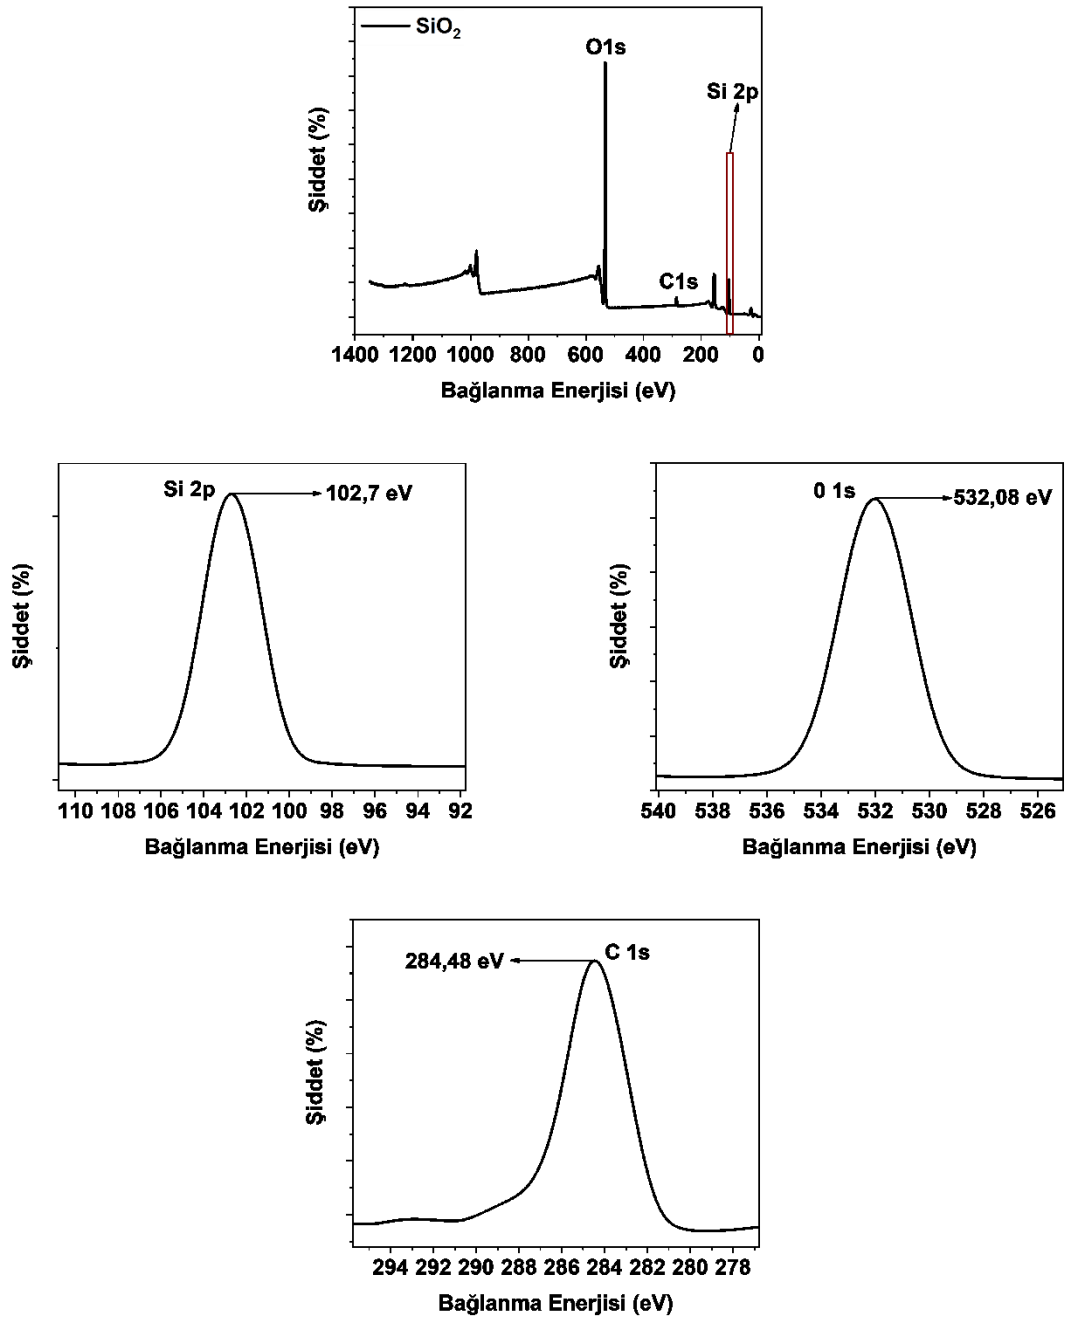 SiO₂
O1s
Si 2p
C1s
Şiddet (%)
1400 1200 1000 800 600 400 200 0
Bağlanma Enerjisi (eV)
Si 2p
102,7 eV
Şiddet (%)
110 108 106 104 102 100 98 96 94 92
Bağlanma Enerjisi (eV)
0 1s
532,08 eV
Şiddet (%)
540 538 536 534 532 530 528 526
Bağlanma Enerjisi (eV)
284,48 eV
C 1s
Şiddet (%)
294 292 290 288 286 284 282 280 278
Bağlanma Enerjisi (eV)